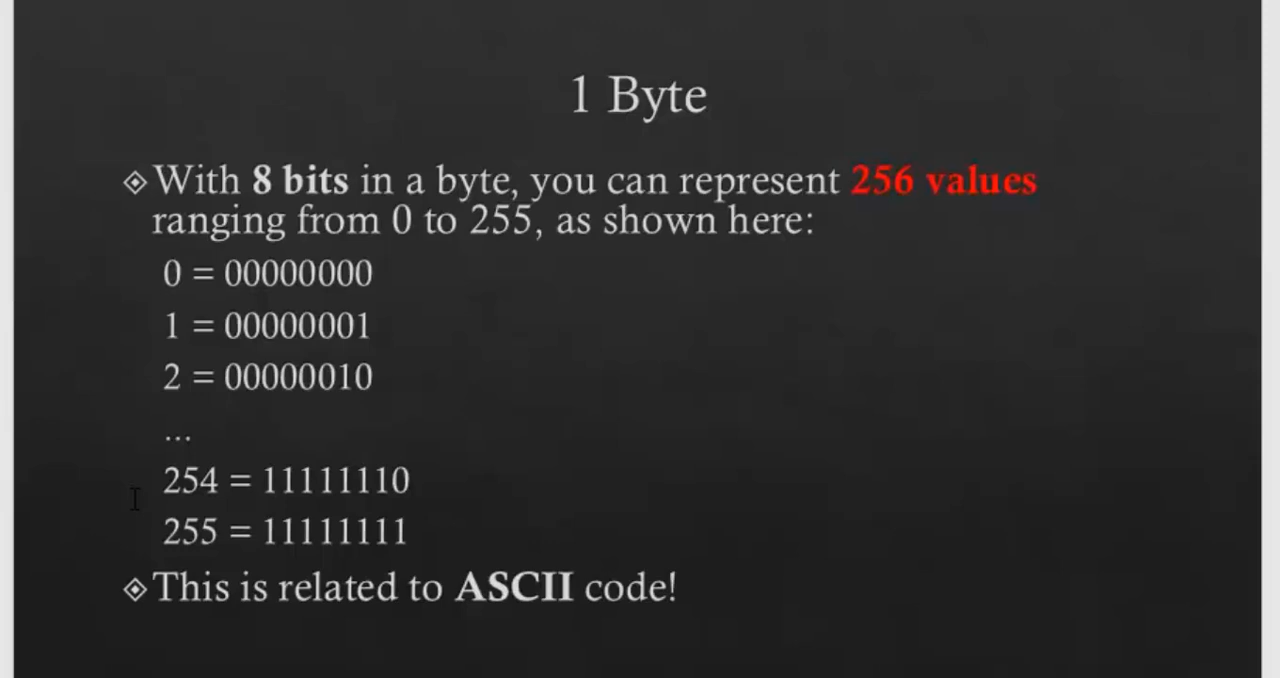 1 Byte
With 8 bits in a byte, you can represent 256 values
ranging from 0 to 255, as shown here:
0 = 00000000
1 = 00000001
2 = 00000010
...
254 = 11111110
255 = 11111111
This is related to ASCII code!